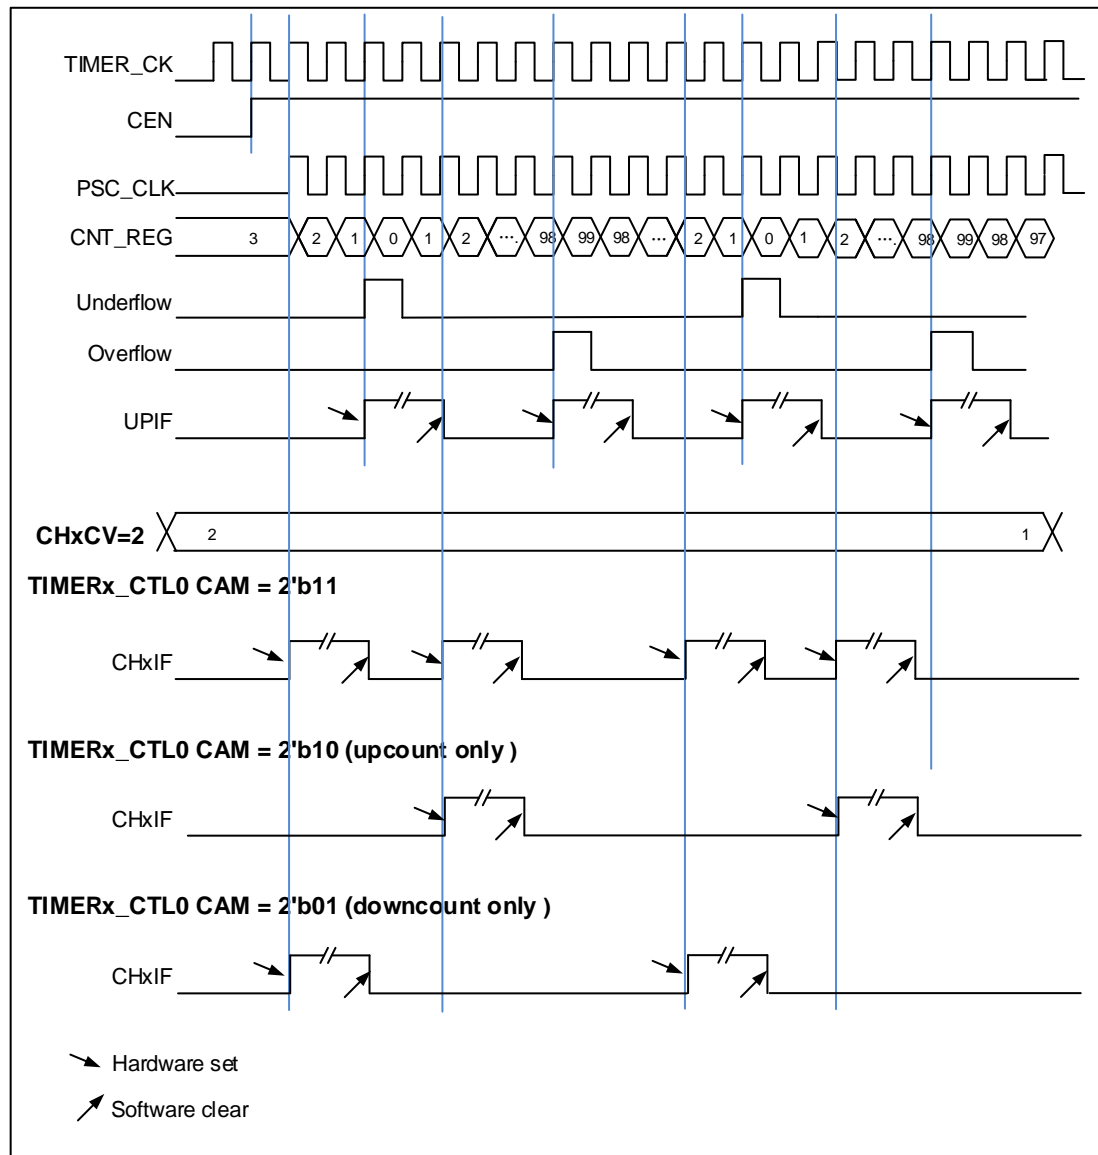 TIMER_CK
CEN
PSC_CLK
CNT_REG 3 2 1 0 1 2 .... 98 99 98 ... 2 1 0 1 2 .... 98 99 98 97
Underflow
Overflow
UPIF
CHxCV=2 2 1
TIMERx_CTL0 CAM = 2'b11
CHxIF
TIMERx_CTL0 CAM = 2'b10 (upcount only )
CHxIF
TIMERx_CTL0 CAM = 2'b01 (downcount only )
CHxIF
Hardware set
Software clear